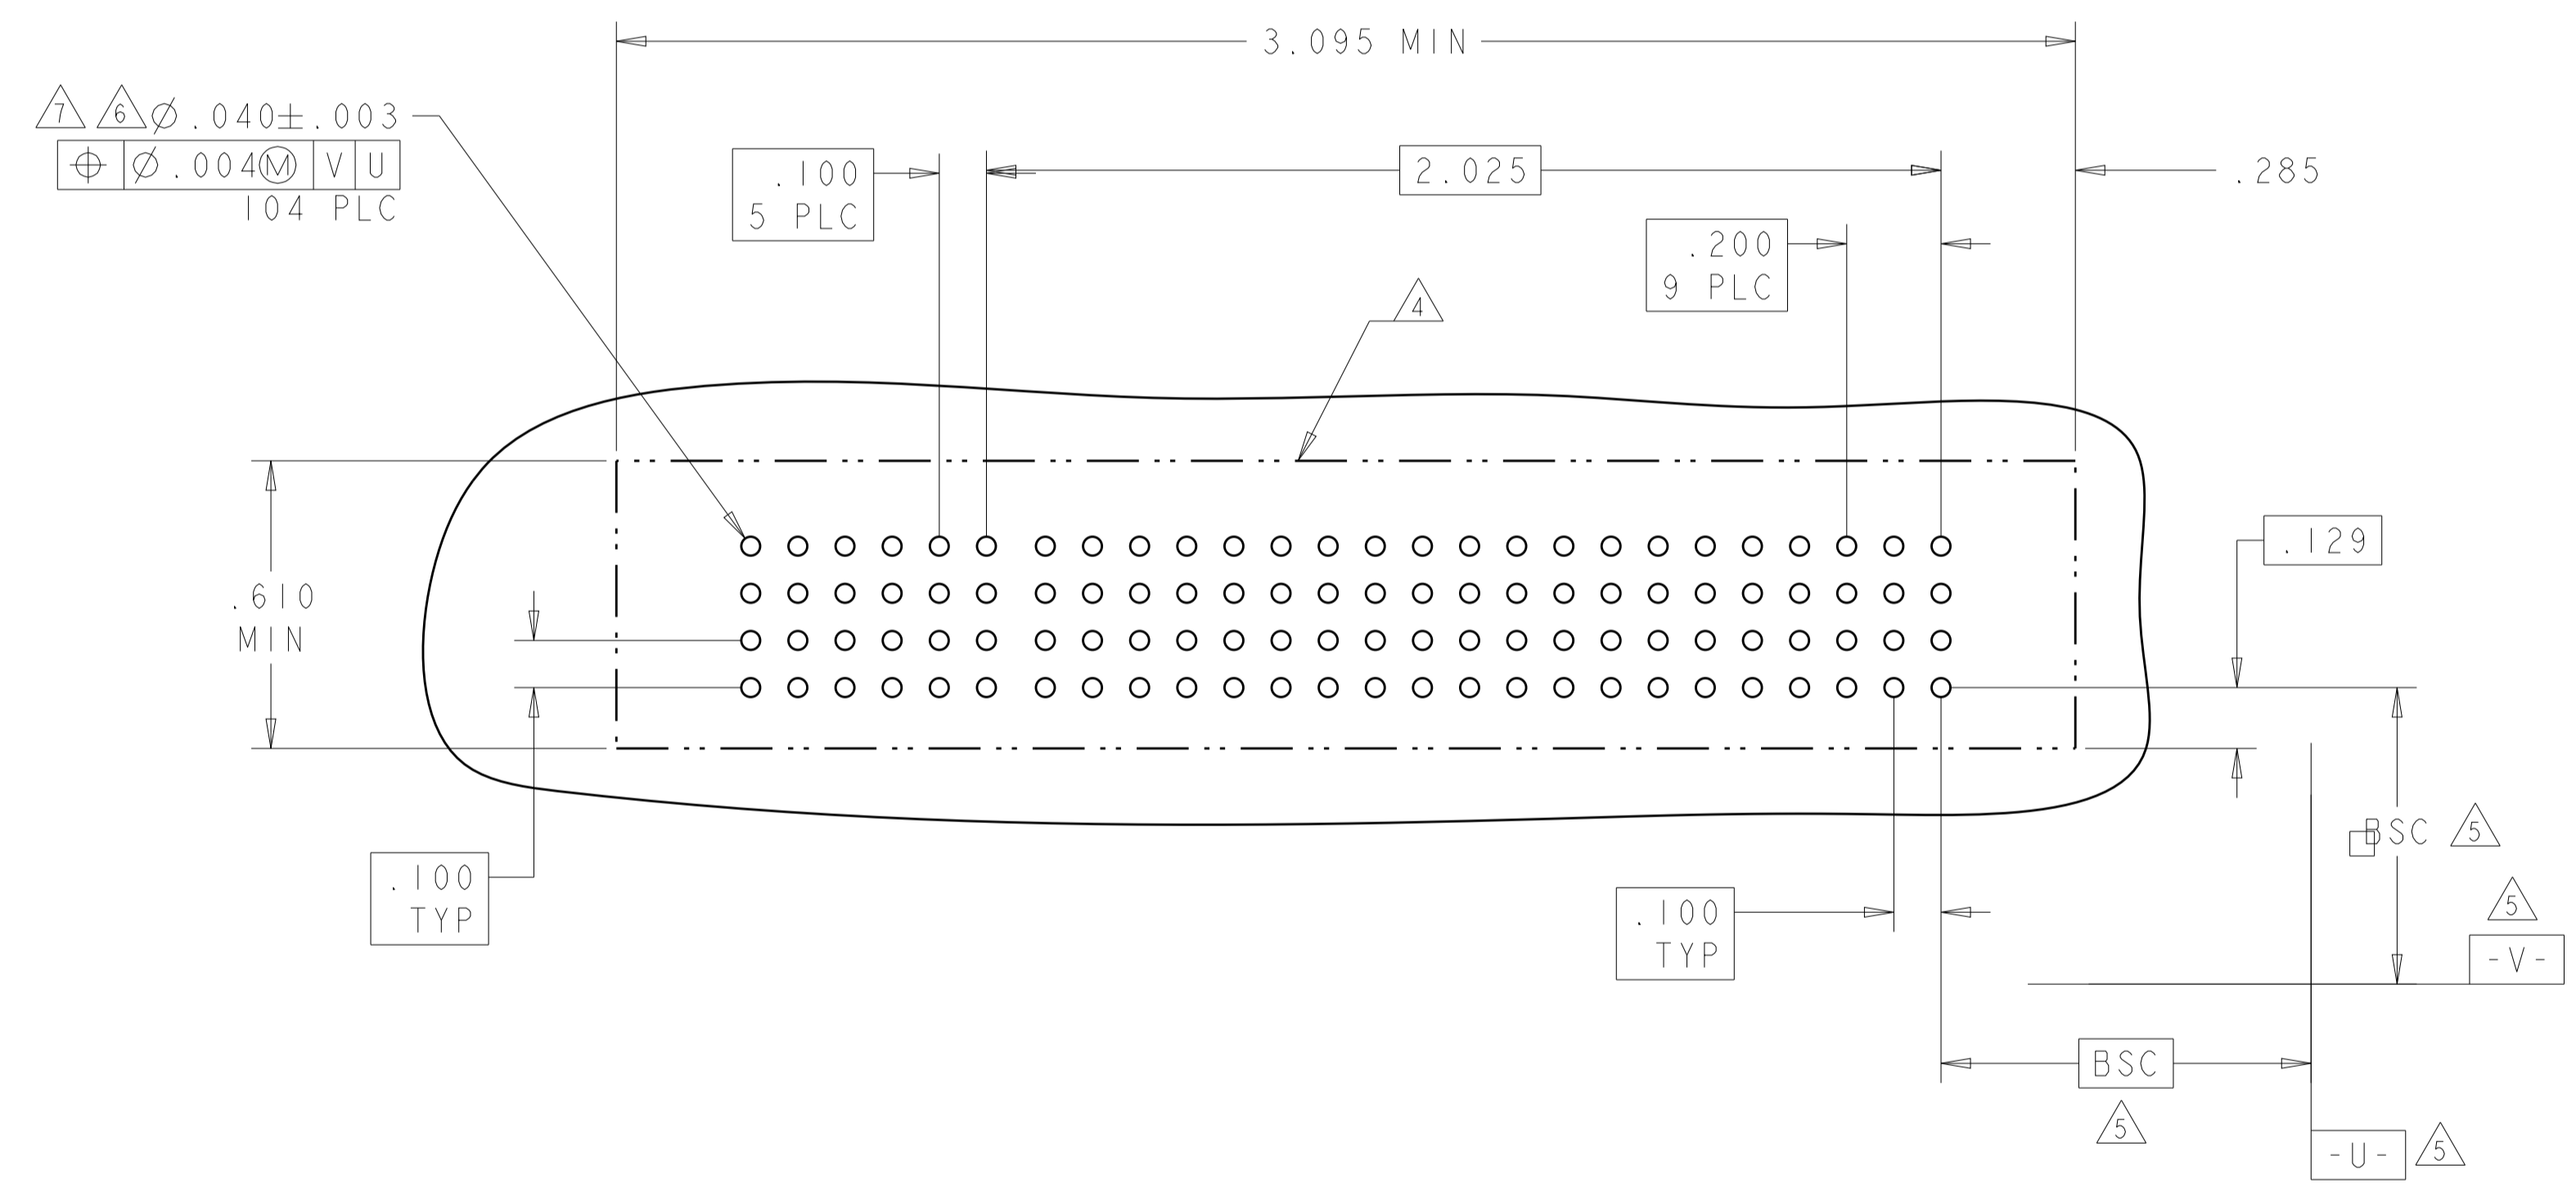 3.095 MIN
7 6 ⌀.040±.003
⌖ ⌀.004Ⓜ V U
104 PLC
.100
5 PLC
2.025
.285
.200
9 PLC
4
.129
.610
MIN
BSC 5
.100
TYP
.100
TYP
5
-V-
BSC
5
-U- 5